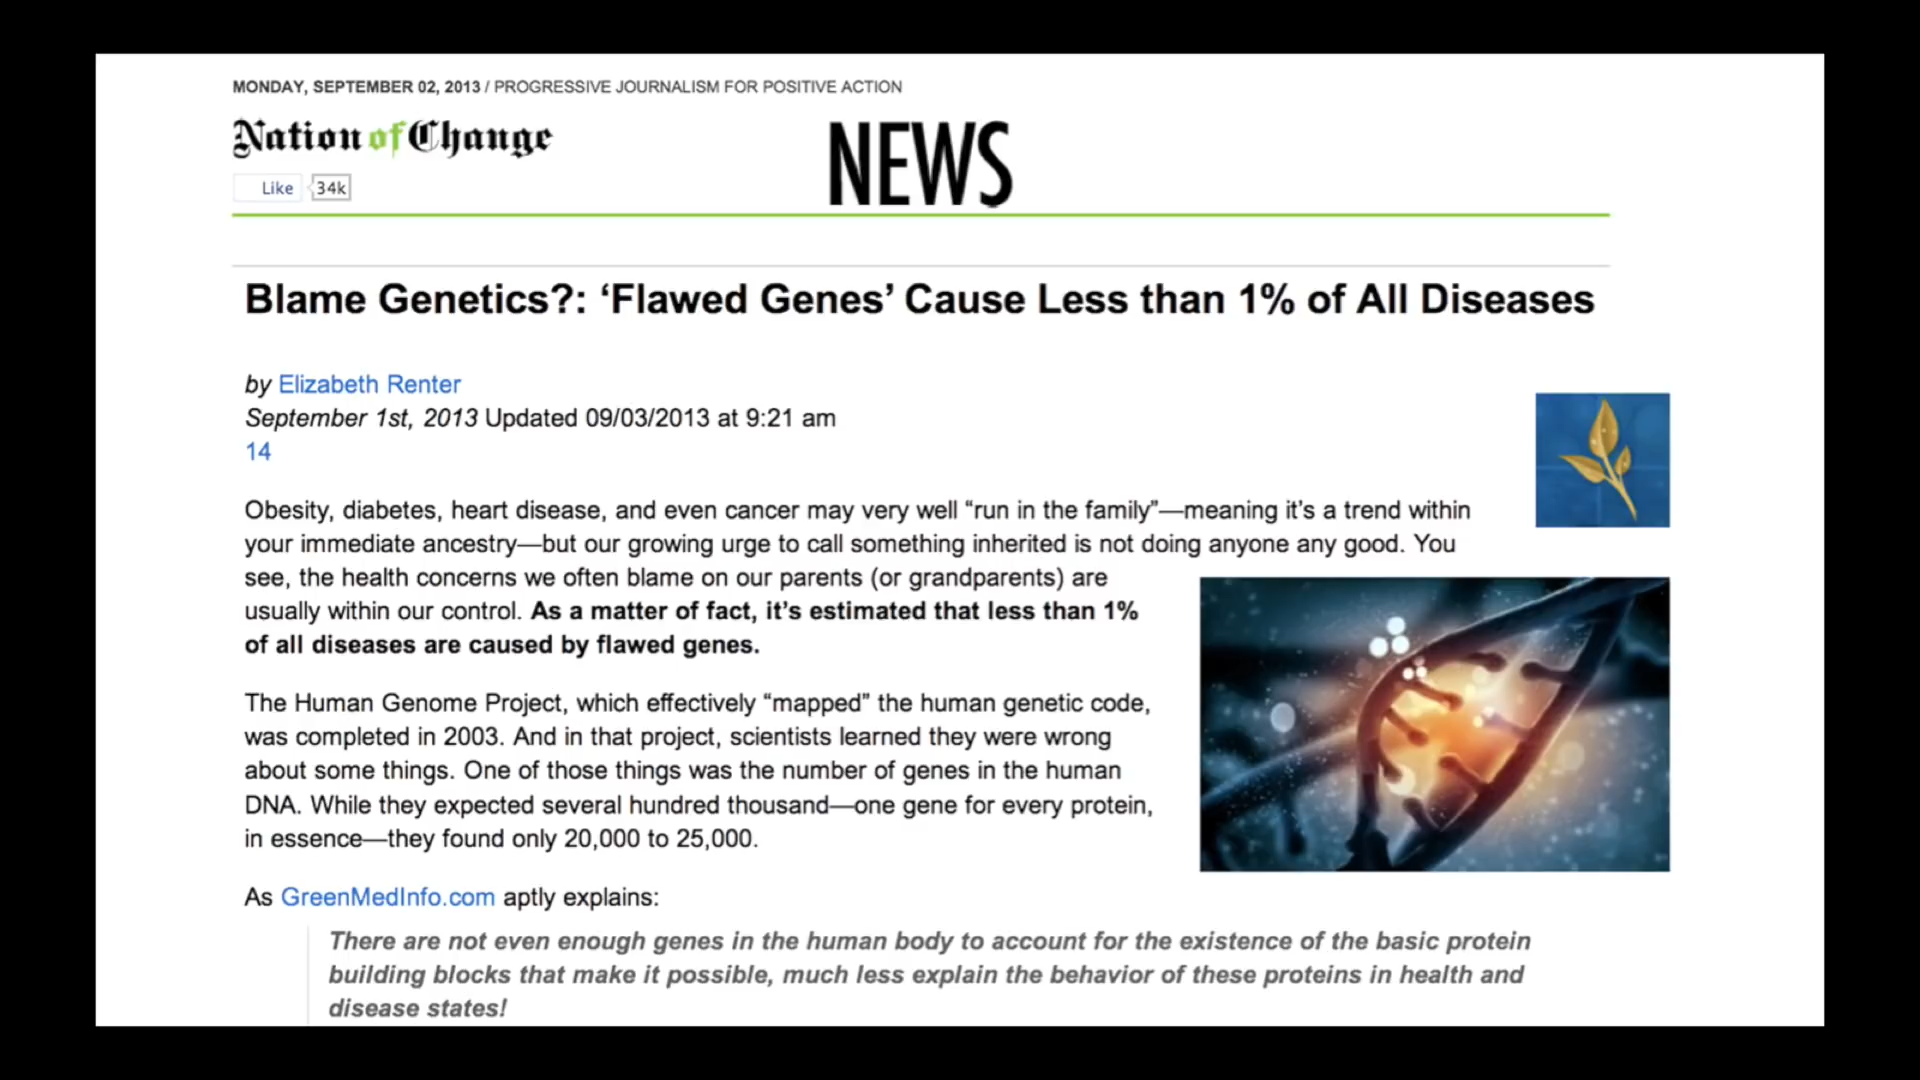 MONDAY, SEPTEMBER 02, 2013 / PROGRESSIVE JOURNALISM FOR POSITIVE ACTION
Nation of Change
NEWS
Like 34k
Blame Genetics?: ‘Flawed Genes’ Cause Less than 1% of All Diseases
by Elizabeth Renter
September 1st, 2013 Updated 09/03/2013 at 9:21 am
14
Obesity, diabetes, heart disease, and even cancer may very well “run in the family”—meaning it’s a trend within
your immediate ancestry—but our growing urge to call something inherited is not doing anyone any good. You
see, the health concerns we often blame on our parents (or grandparents) are
usually within our control. As a matter of fact, it’s estimated that less than 1%
of all diseases are caused by flawed genes.
The Human Genome Project, which effectively “mapped” the human genetic code,
was completed in 2003. And in that project, scientists learned they were wrong
about some things. One of those things was the number of genes in the human
DNA. While they expected several hundred thousand—one gene for every protein,
in essence—they found only 20,000 to 25,000.
As GreenMedInfo.com aptly explains:
There are not even enough genes in the human body to account for the existence of the basic protein
building blocks that make it possible, much less explain the behavior of these proteins in health and
disease states!